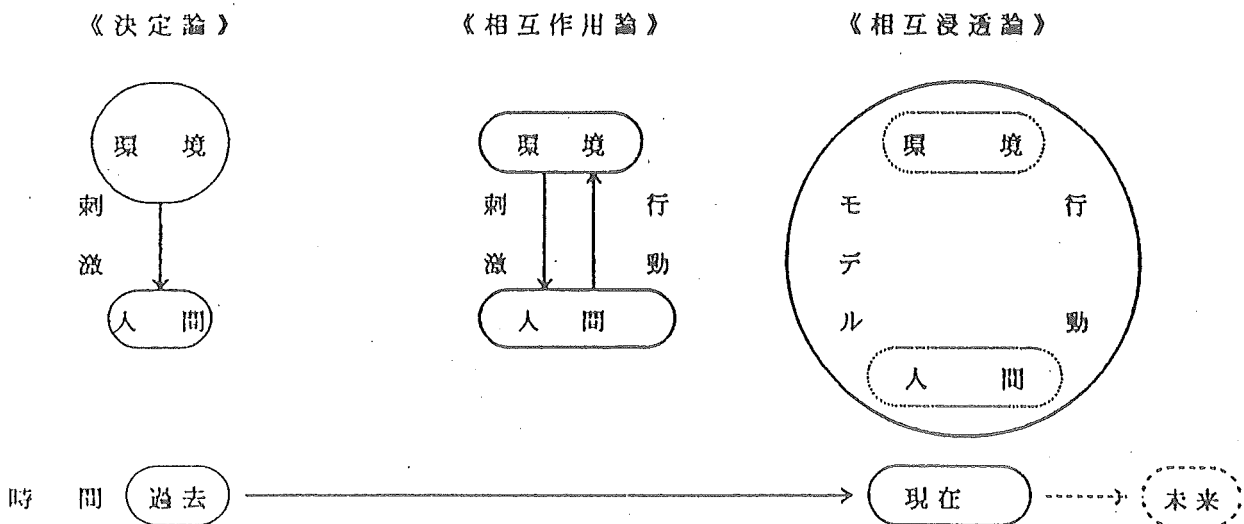 《決定論》 《相互作用論》 《相互浸透論》
環境 環境 環境
刺激 刺激 行動 モデル 行動
人間 人間 人間
時間 過去 現在 未来